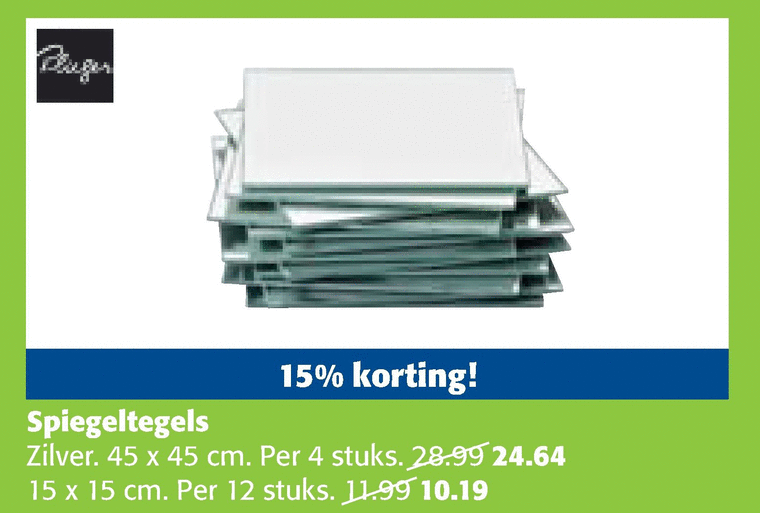 Plieger
15% korting!
Spiegeltegels
Zilver. 45 x 45 cm. Per 4 stuks. 28.99 24.64
15 x 15 cm. Per 12 stuks. 11.99 10.19